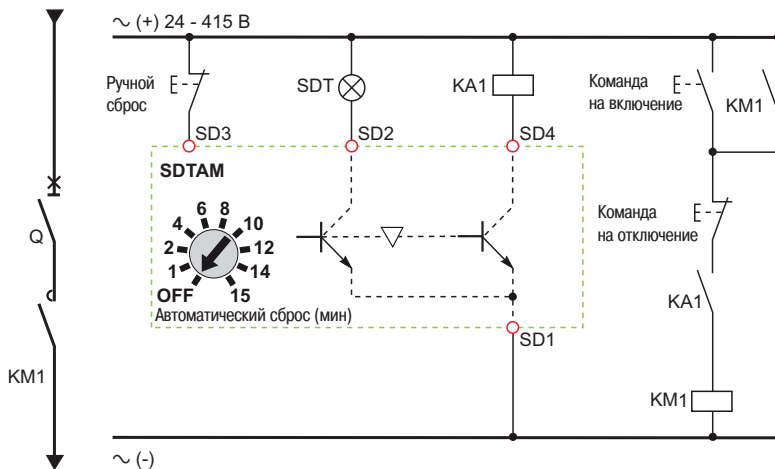 ∼ (+) 24 - 415 В
Ручной
сброс
SDT
KA1
Команда
на включение
KM1
SD3
SD2
SD4
SDTAM
6
8
4
10
2
12
1
14
OFF
15
Автоматический сброс (мин)
Q
Команда
на отключение
KA1
SD1
KM1
KM1
∼ (-)